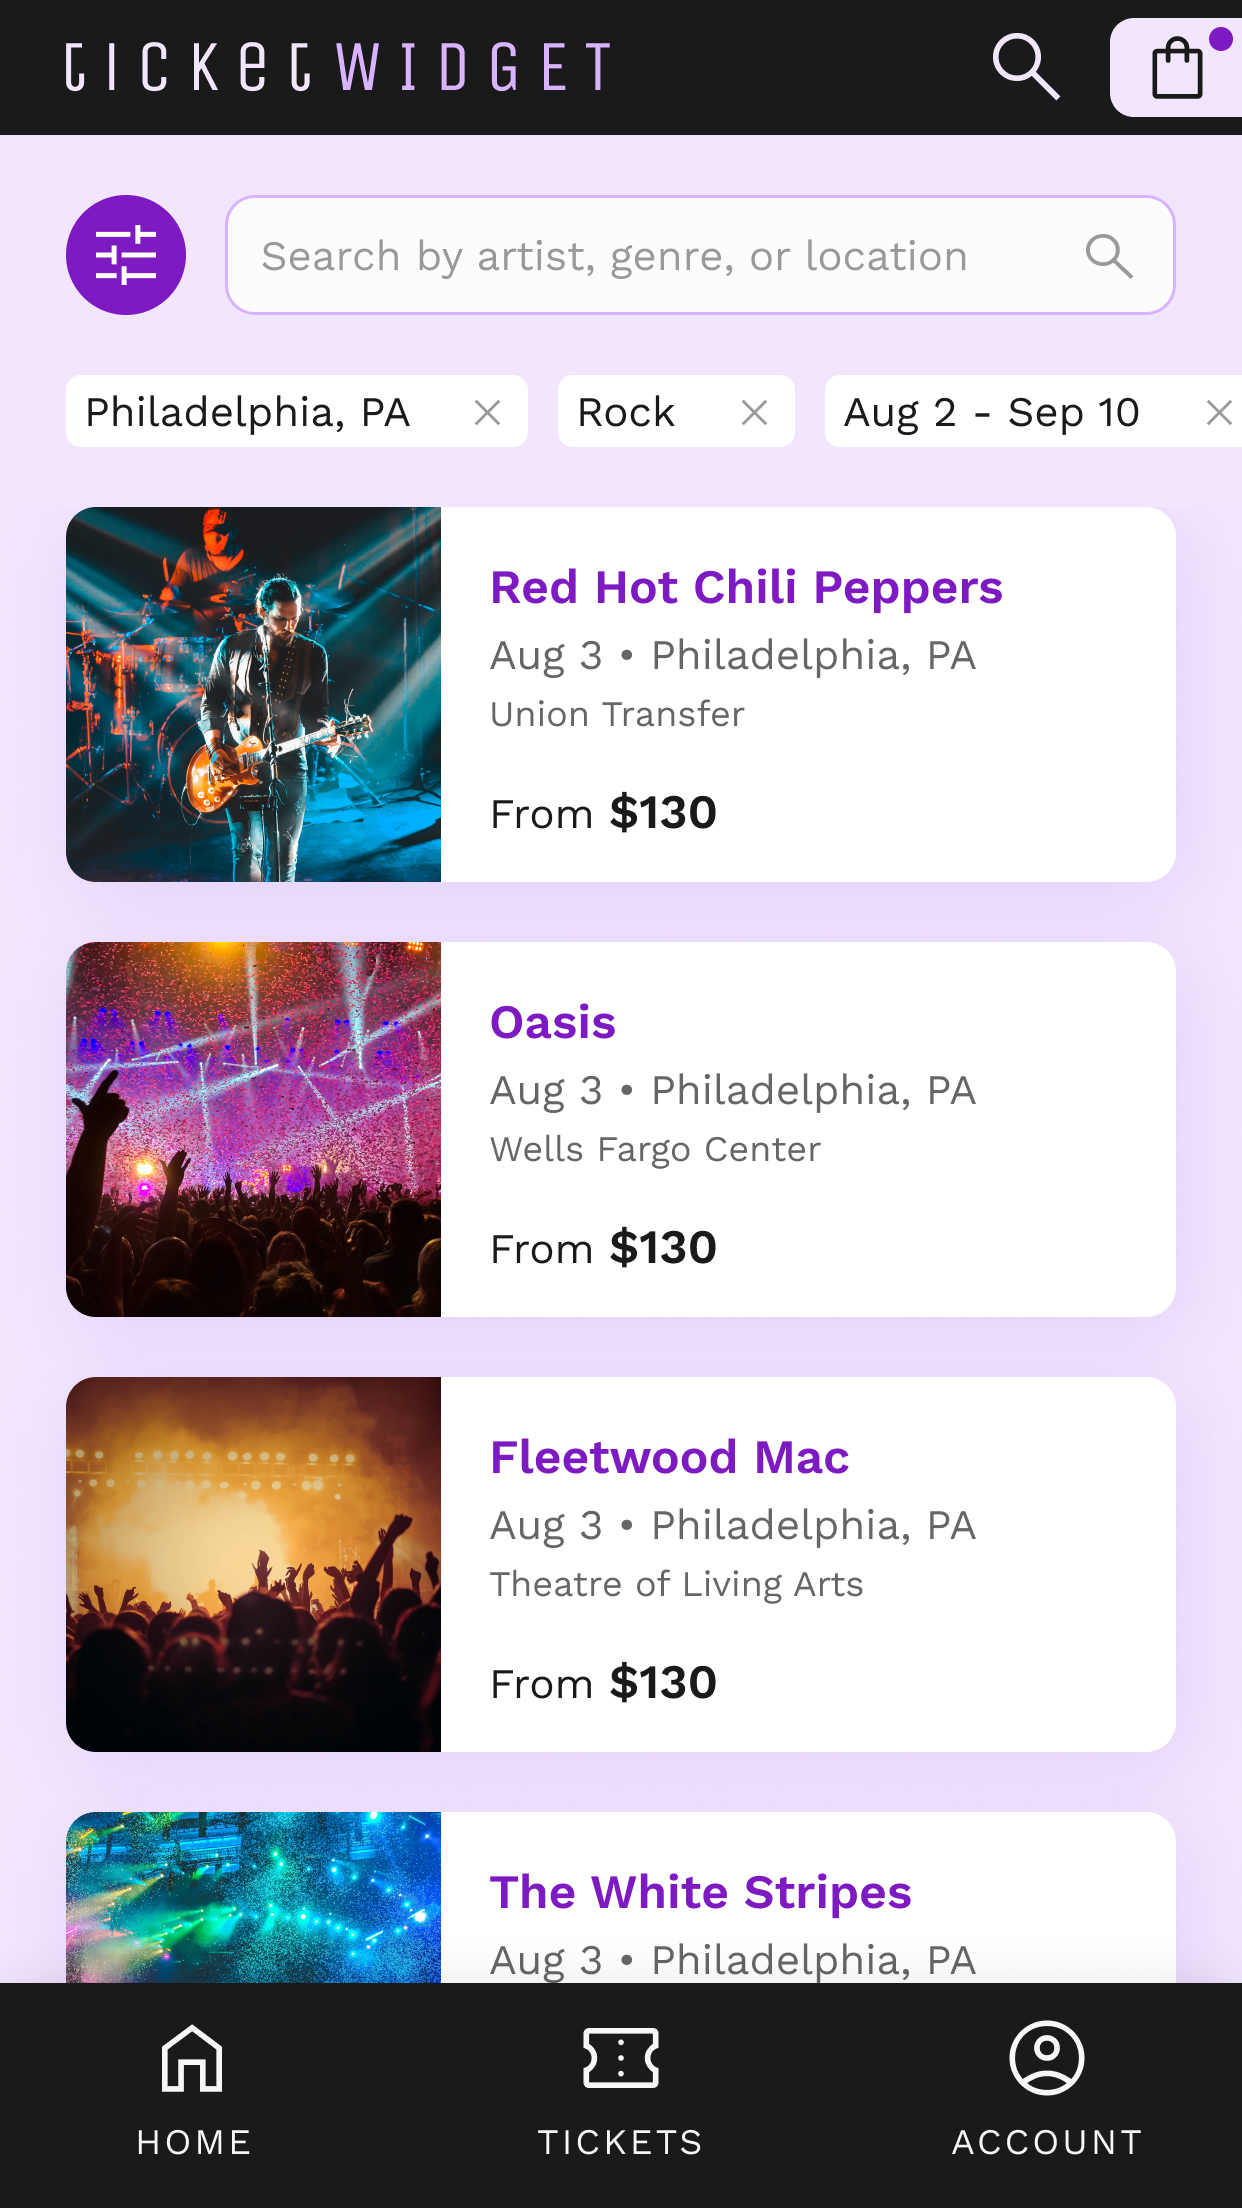 tICKetWIDGET
Search by artist, genre, or location
Philadelphia, PA
Rock
Aug 2 - Sep 10
Red Hot Chili Peppers
Aug 3 • Philadelphia, PA
Union Transfer
From $130
Oasis
Aug 3 • Philadelphia, PA
Wells Fargo Center
From $130
Fleetwood Mac
Aug 3 • Philadelphia, PA
Theatre of Living Arts
From $130
The White Stripes
Aug 3 • Philadelphia, PA
HOME
TICKETS
ACCOUNT